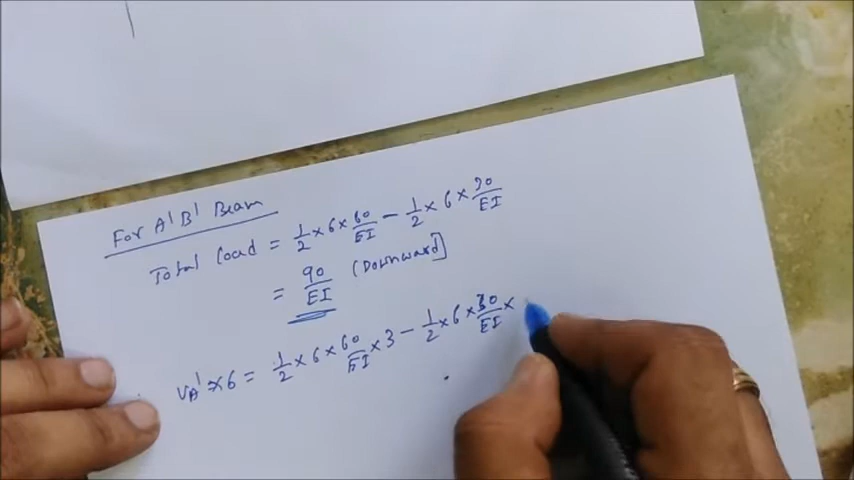 For A' B' Beam
Total Load = 1/2 × 6 × 60/EI - 1/2 × 6 × 30/EI
= 90/EI (Downward]
VA' × 6 = 1/2 × 6 × 60/EI × 3 - 1/2 × 6 × 30/EI ×